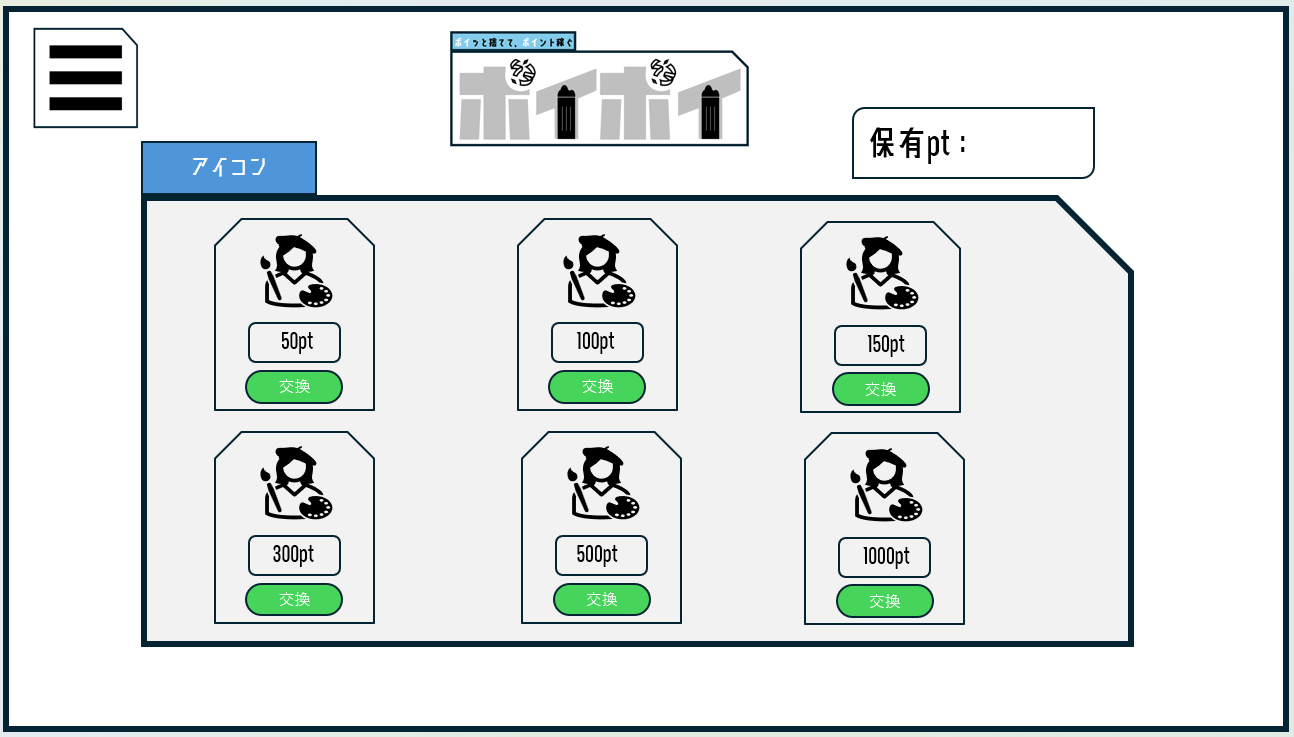 ポイっと捨てて、ポイント稼ぐ
ポイポイ
保有pt：
アイコン
50pt
交換
100pt
交換
150pt
交換
300pt
交換
500pt
交換
1000pt
交換